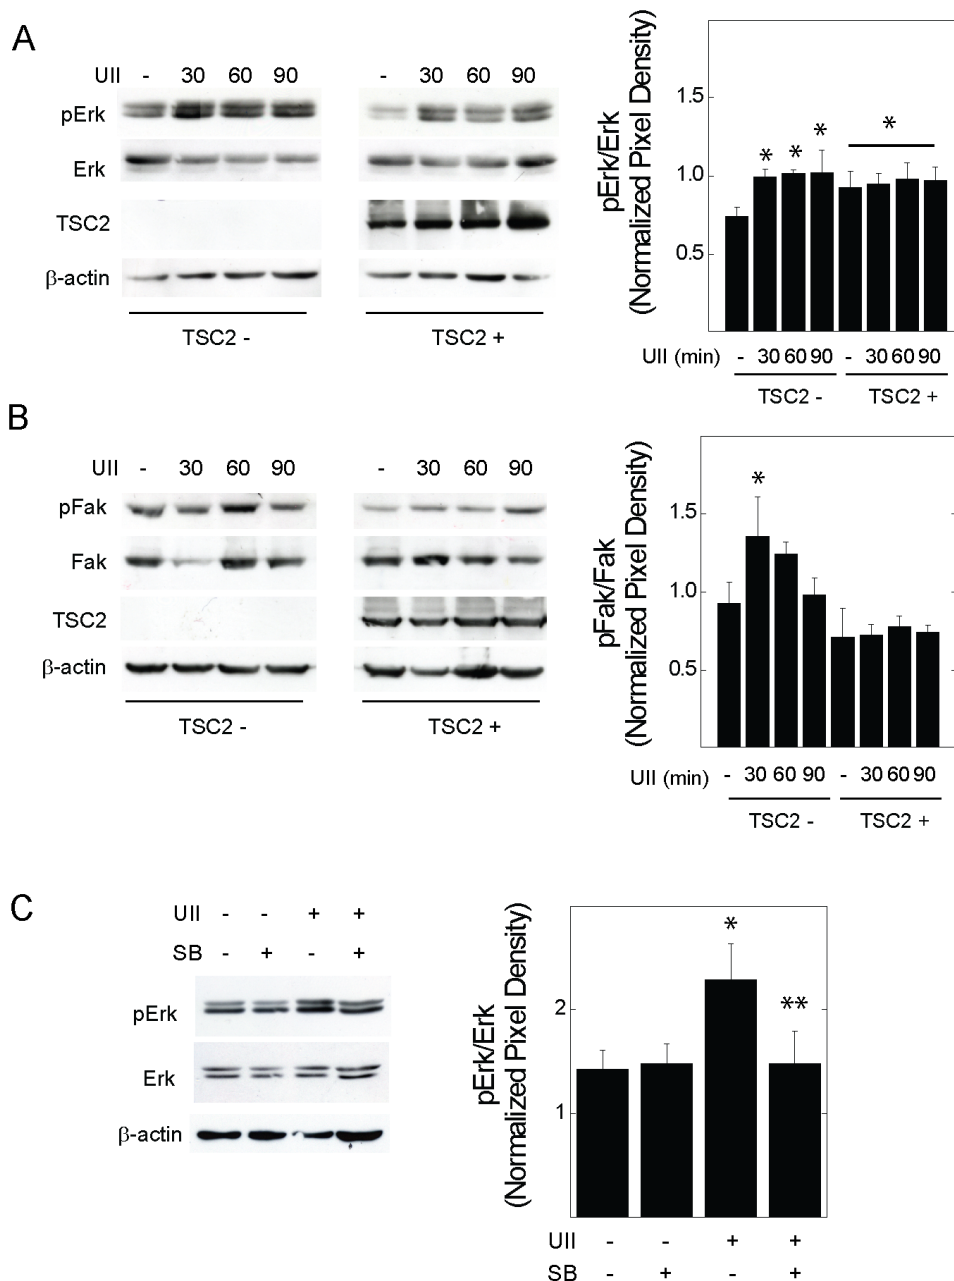 A
UII - 30 60 90 - 30 60 90
pErk
Erk
TSC2
β-actin
TSC2 - TSC2 +
pErk/Erk
(Normalized Pixel Density)
1.5
1.0
0.5
* * * *
UII (min) - 30 60 90 - 30 60 90
TSC2 - TSC2 +
B
UII - 30 60 90 - 30 60 90
pFak
Fak
TSC2
β-actin
TSC2 - TSC2 +
pFak/Fak
(Normalized Pixel Density)
1.5
1.0
0.5
*
UII (min) - 30 60 90 - 30 60 90
TSC2 - TSC2 +
C
UII - - + +
SB - + - +
pErk
Erk
β-actin
pErk/Erk
(Normalized Pixel Density)
2
1
*
**
UII - - + +
SB - + - +